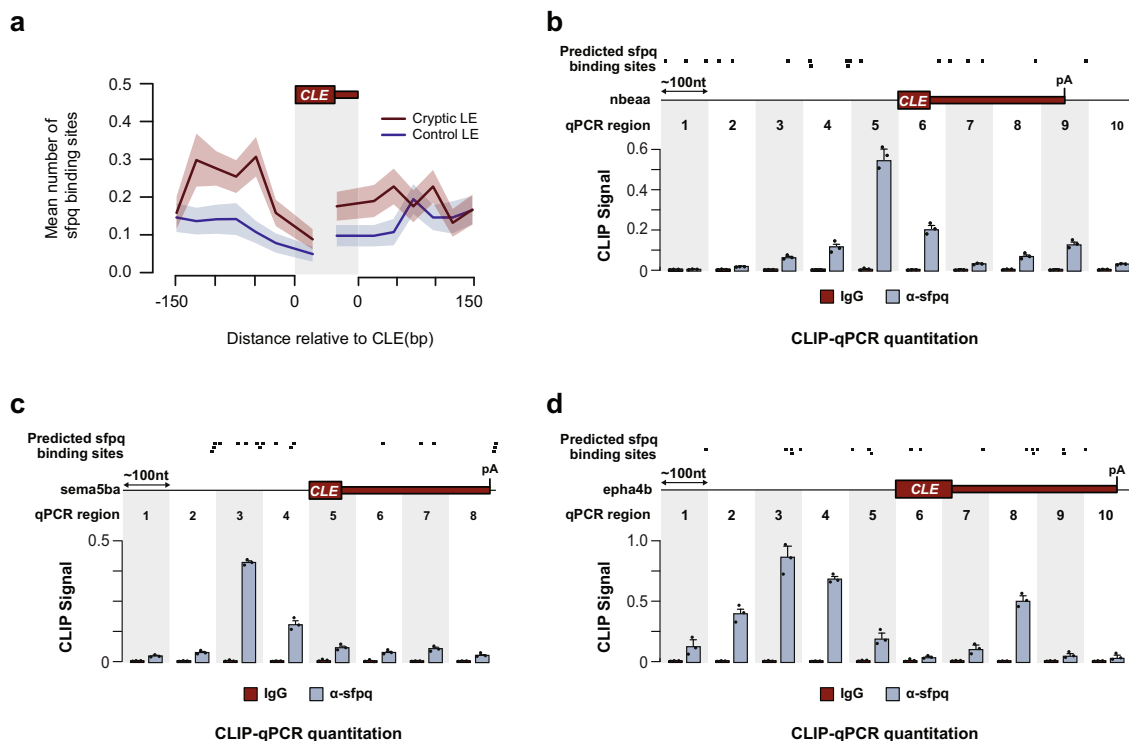 a
Mean number of
sfpq binding sites
0.5
0.4
0.3
0.2
0.1
0.0
CLE
Cryptic LE
Control LE
-150
0
0
150
Distance relative to CLE(bp)
b
Predicted sfpq
binding sites
~100nt
pA
nbeaa
CLE
qPCR region
1 2 3 4 5 6 7 8 9 10
CLIP Signal
0.6
0.4
0.2
0
IgG
α-sfpq
CLIP-qPCR quantitation
c
Predicted sfpq
binding sites
~100nt
pA
sema5ba
CLE
qPCR region
1 2 3 4 5 6 7 8
CLIP Signal
0.5
0
IgG
α-sfpq
CLIP-qPCR quantitation
d
Predicted sfpq
binding sites
~100nt
pA
epha4b
CLE
qPCR region
1 2 3 4 5 6 7 8 9 10
CLIP Signal
1.0
0.5
0
IgG
α-sfpq
CLIP-qPCR quantitation